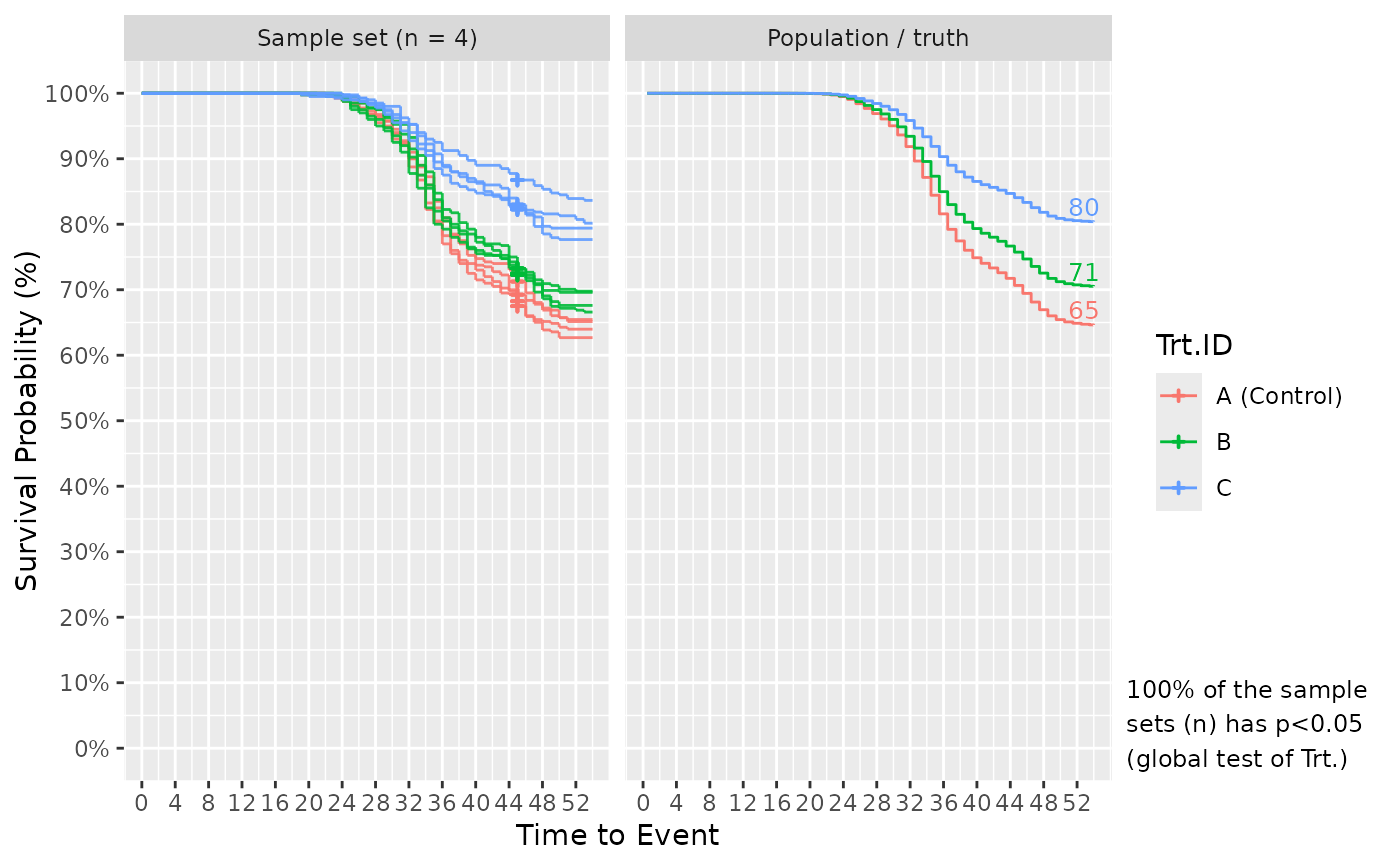 Sample set (n = 4)
Population / truth
Survival Probability (%)
100%
90%
80%
70%
60%
50%
40%
30%
20%
10%
0%
80
71
65
0 4 8 12 16 20 24 28 32 36 40 44 48 52
0 4 8 12 16 20 24 28 32 36 40 44 48 52
Time to Event
Trt.ID
A (Control)
B
C
100% of the sample
sets (n) has p<0.05
(global test of Trt.)